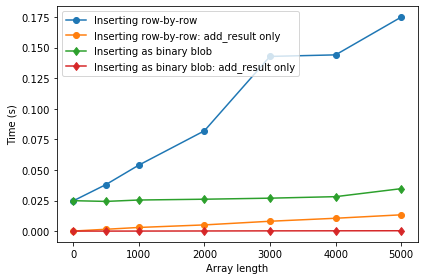 0.175
0.150
0.125
0.100
0.075
0.050
0.025
0.000
Time (s)
Inserting row-by-row
Inserting row-by-row: add_result only
Inserting as binary blob
Inserting as binary blob: add_result only
0 1000 2000 3000 4000 5000
Array length